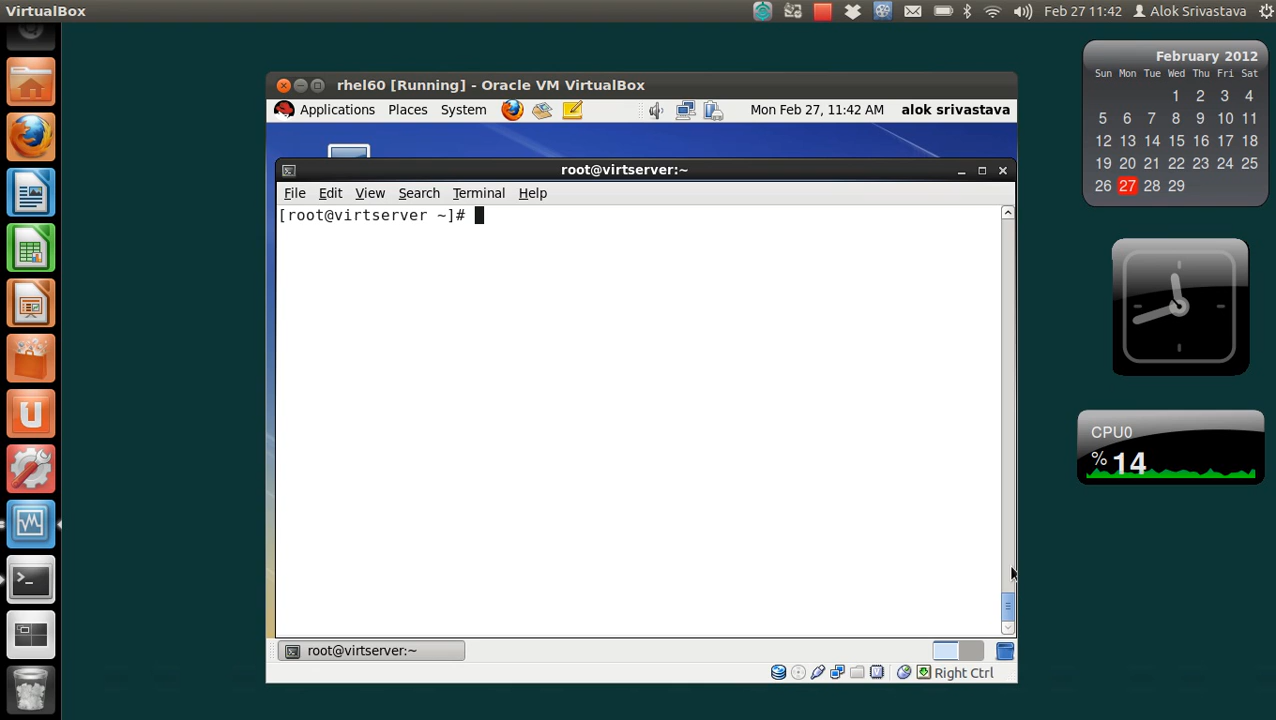 VirtualBox
Feb 27 11:42
Alok Srivastava
rhel60 [Running] - Oracle VM VirtualBox
Applications Places System
Mon Feb 27, 11:42 AM
alok srivastava
root@virtserver:~
File Edit View Search Terminal Help
[root@virtserver ~]#
root@virtserver:~
Right Ctrl
February 2012
Sun Mon Tue Wed Thu Fri Sat
1 2 3 4
5 6 7 8 9 10 11
12 13 14 15 16 17 18
19 20 21 22 23 24 25
26 27 28 29
CPU0
% 14